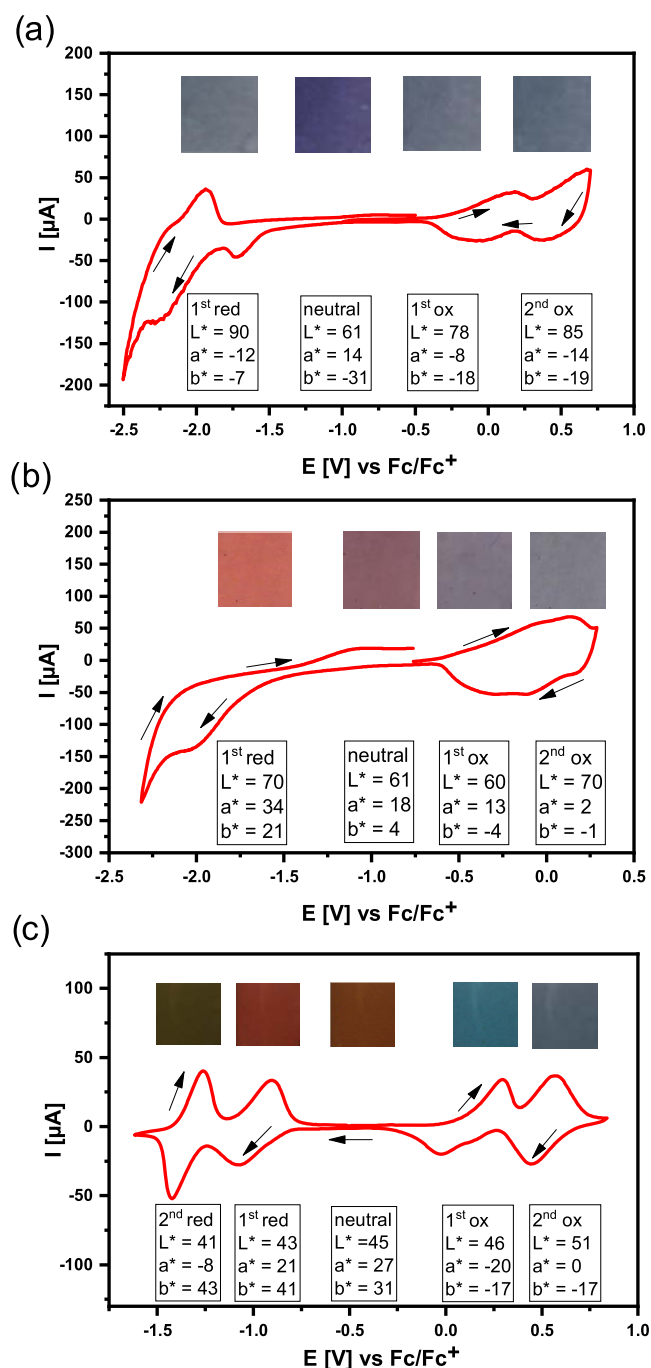 (a)
200
150
100
50
0
-50
-100
-150
-200
I [µA]
1st red
L* = 90
a* = -12
b* = -7
neutral
L* = 61
a* = 14
b* = -31
1st ox
L* = 78
a* = -8
b* = -18
2nd ox
L* = 85
a* = -14
b* = -19
-2.5 -2.0 -1.5 -1.0 -0.5 0.0 0.5 1.0
E [V] vs Fc/Fc+
(b)
250
200
150
100
50
0
-50
-100
-150
-200
-250
-300
I [µA]
1st red
L* = 70
a* = 34
b* = 21
neutral
L* = 61
a* = 18
b* = 4
1st ox
L* = 60
a* = 13
b* = -4
2nd ox
L* = 70
a* = 2
b* = -1
-2.5 -2.0 -1.5 -1.0 -0.5 0.0 0.5
E [V] vs Fc/Fc+
(c)
100
50
0
-50
-100
I [µA]
2nd red
L* = 41
a* = -8
b* = 43
1st red
L* = 43
a* = 21
b* = 41
neutral
L* =45
a* = 27
b* = 31
1st ox
L* = 46
a* = -20
b* = -17
2nd ox
L* = 51
a* = 0
b* = -17
-1.5 -1.0 -0.5 0.0 0.5 1.0
E [V] vs Fc/Fc+